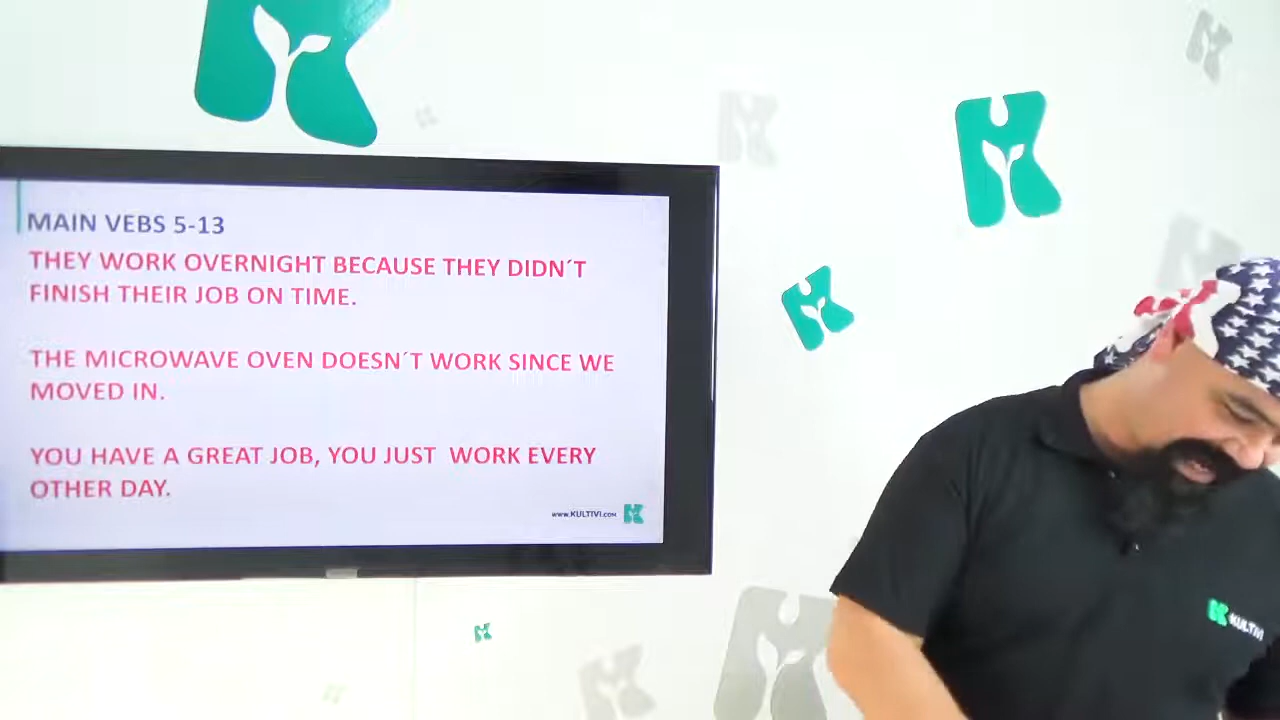 MAIN VEBS 5-13
THEY WORK OVERNIGHT BECAUSE THEY DIDN´T
FINISH THEIR JOB ON TIME.
THE MICROWAVE OVEN DOESN´T WORK SINCE WE
MOVED IN.
YOU HAVE A GREAT JOB, YOU JUST  WORK EVERY
OTHER DAY.
www.KULTIVI.COM
KULTIVI